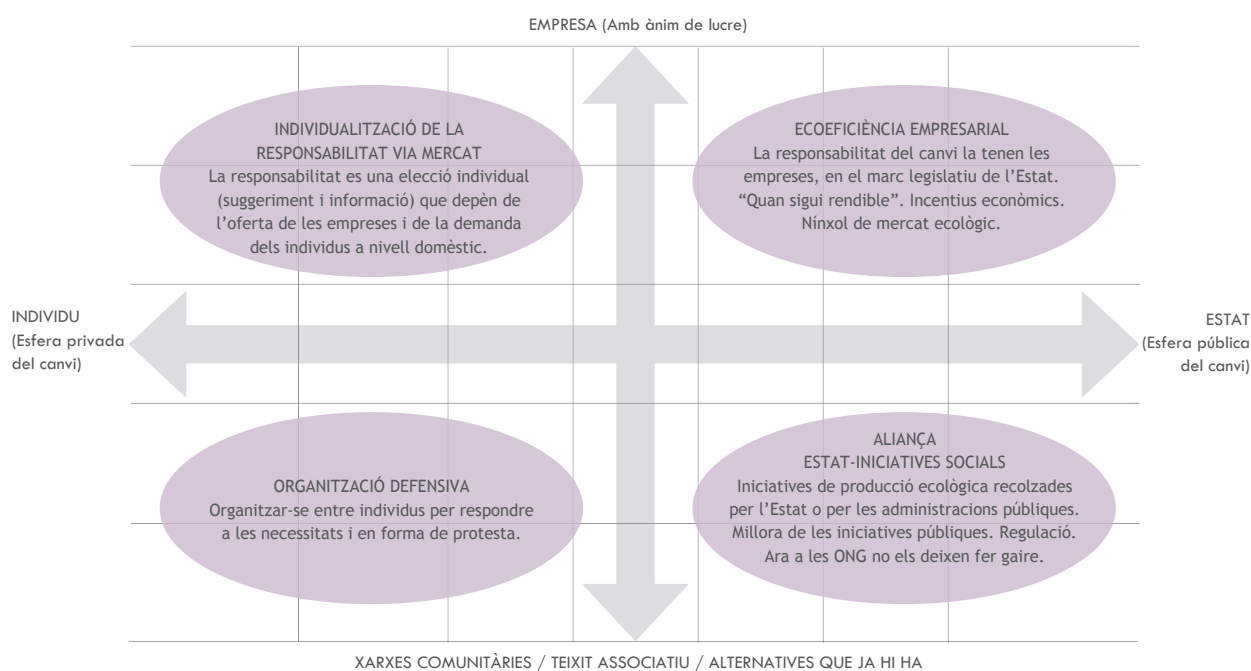 EMPRESA (Amb ànim de lucre)
INDIVIDUALITZACIÓ DE LA
RESPONSABILITAT VIA MERCAT
La responsabilitat es una elecció individual
(suggeriment i informació) que depèn de
l’oferta de les empreses i de la demanda
dels individus a nivell domèstic.
ECOEFICIÈNCIA EMPRESARIAL
La responsabilitat del canvi la tenen les
empreses, en el marc legislatiu de l’Estat.
“Quan sigui rendible”. Incentius econòmics.
Nínxol de mercat ecològic.
INDIVIDU
(Esfera privada
del canvi)
ESTAT
(Esfera pública
del canvi)
ORGANITZACIÓ DEFENSIVA
Organitzar-se entre individus per respondre
a les necessitats i en forma de protesta.
ALIANÇA
ESTAT-INICIATIVES SOCIALS
Iniciatives de producció ecològica recolzades
per l’Estat o per les administracions públiques.
Millora de les iniciatives públiques. Regulació.
Ara a les ONG no els deixen fer gaire.
XARXES COMUNITÀRIES / TEIXIT ASSOCIATIU / ALTERNATIVES QUE JA HI HA